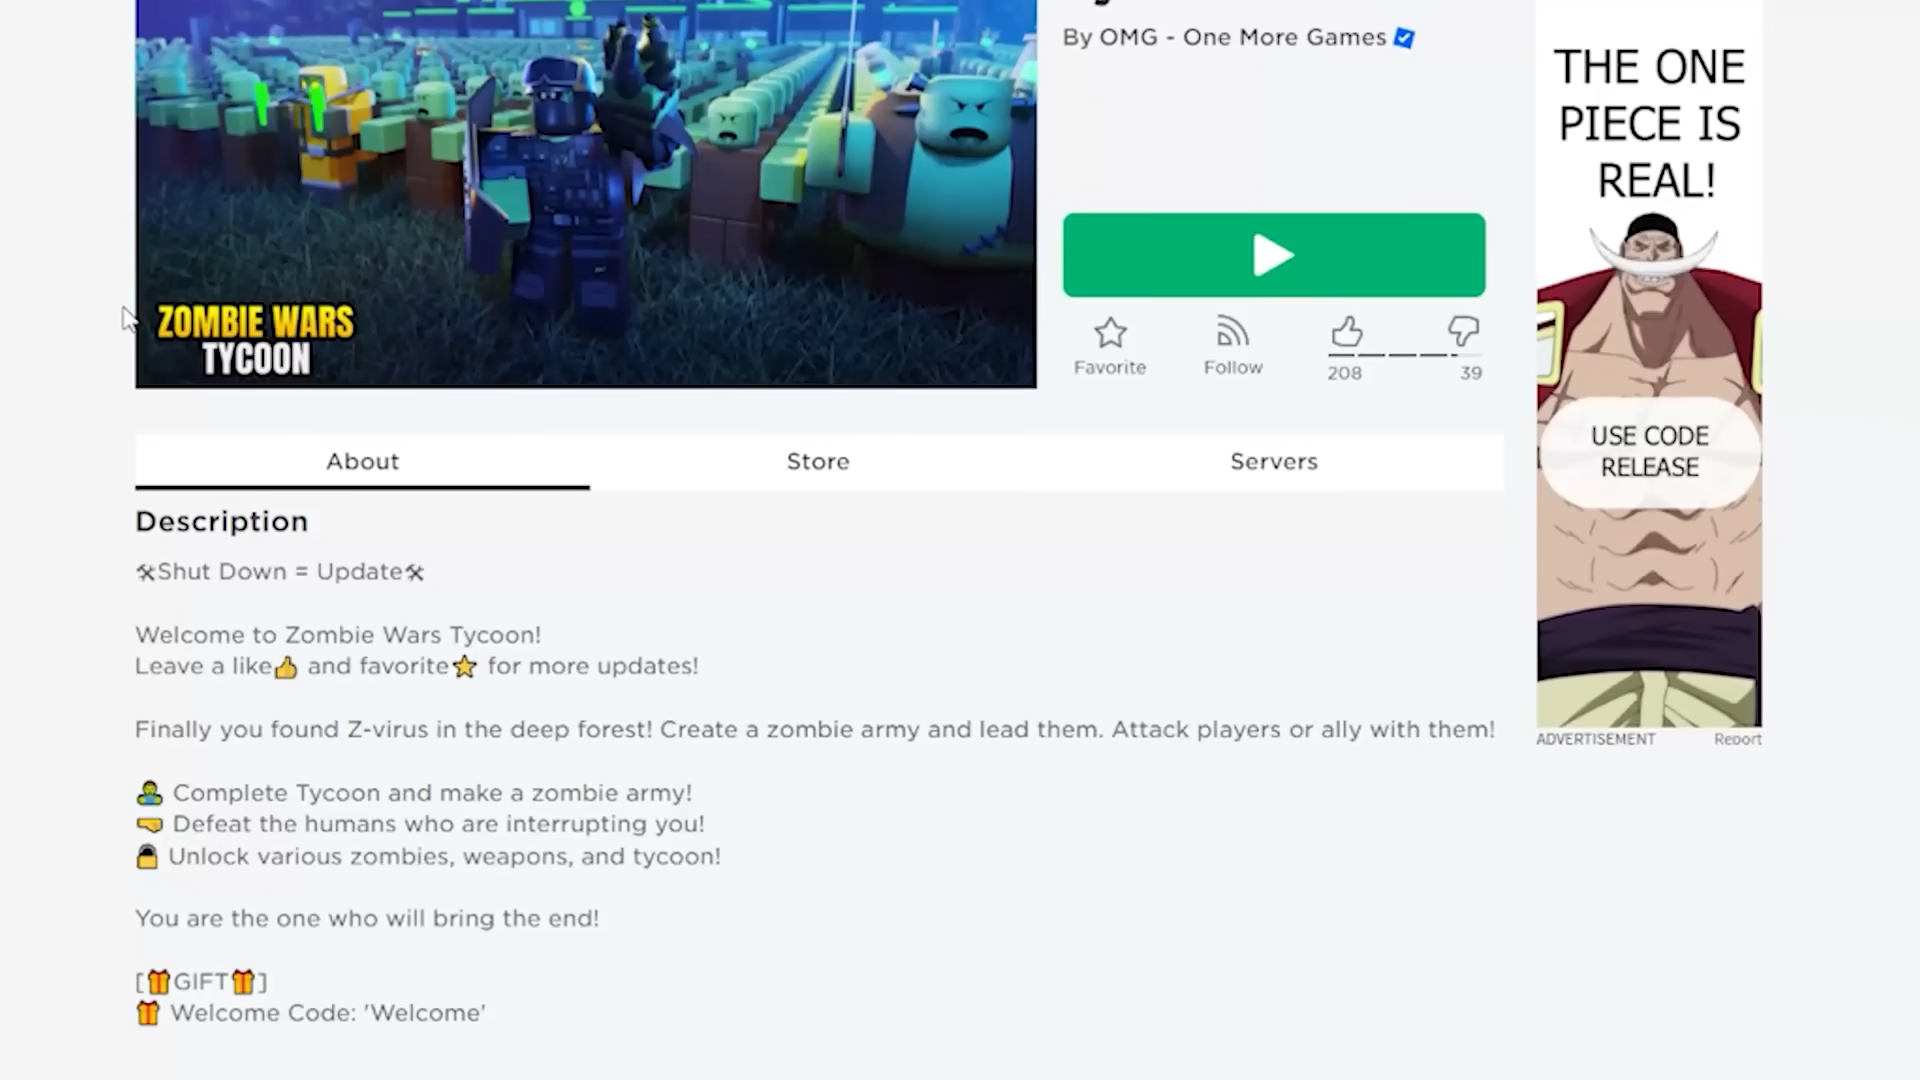 By OMG - One More Games
ZOMBIE WARS
TYCOON
Favorite
Follow
208
39
About
Store
Servers
Description
🛠Shut Down = Update🛠
Welcome to Zombie Wars Tycoon!
Leave a like👍 and favorite⭐ for more updates!
Finally you found Z-virus in the deep forest! Create a zombie army and lead them. Attack players or ally with them!
🧟 Complete Tycoon and make a zombie army!
🤜 Defeat the humans who are interrupting you!
🔒 Unlock various zombies, weapons, and tycoon!
You are the one who will bring the end!
[🎁GIFT🎁]
🎁 Welcome Code: 'Welcome'
THE ONE
PIECE IS
REAL!
USE CODE
RELEASE
ADVERTISEMENT
Report